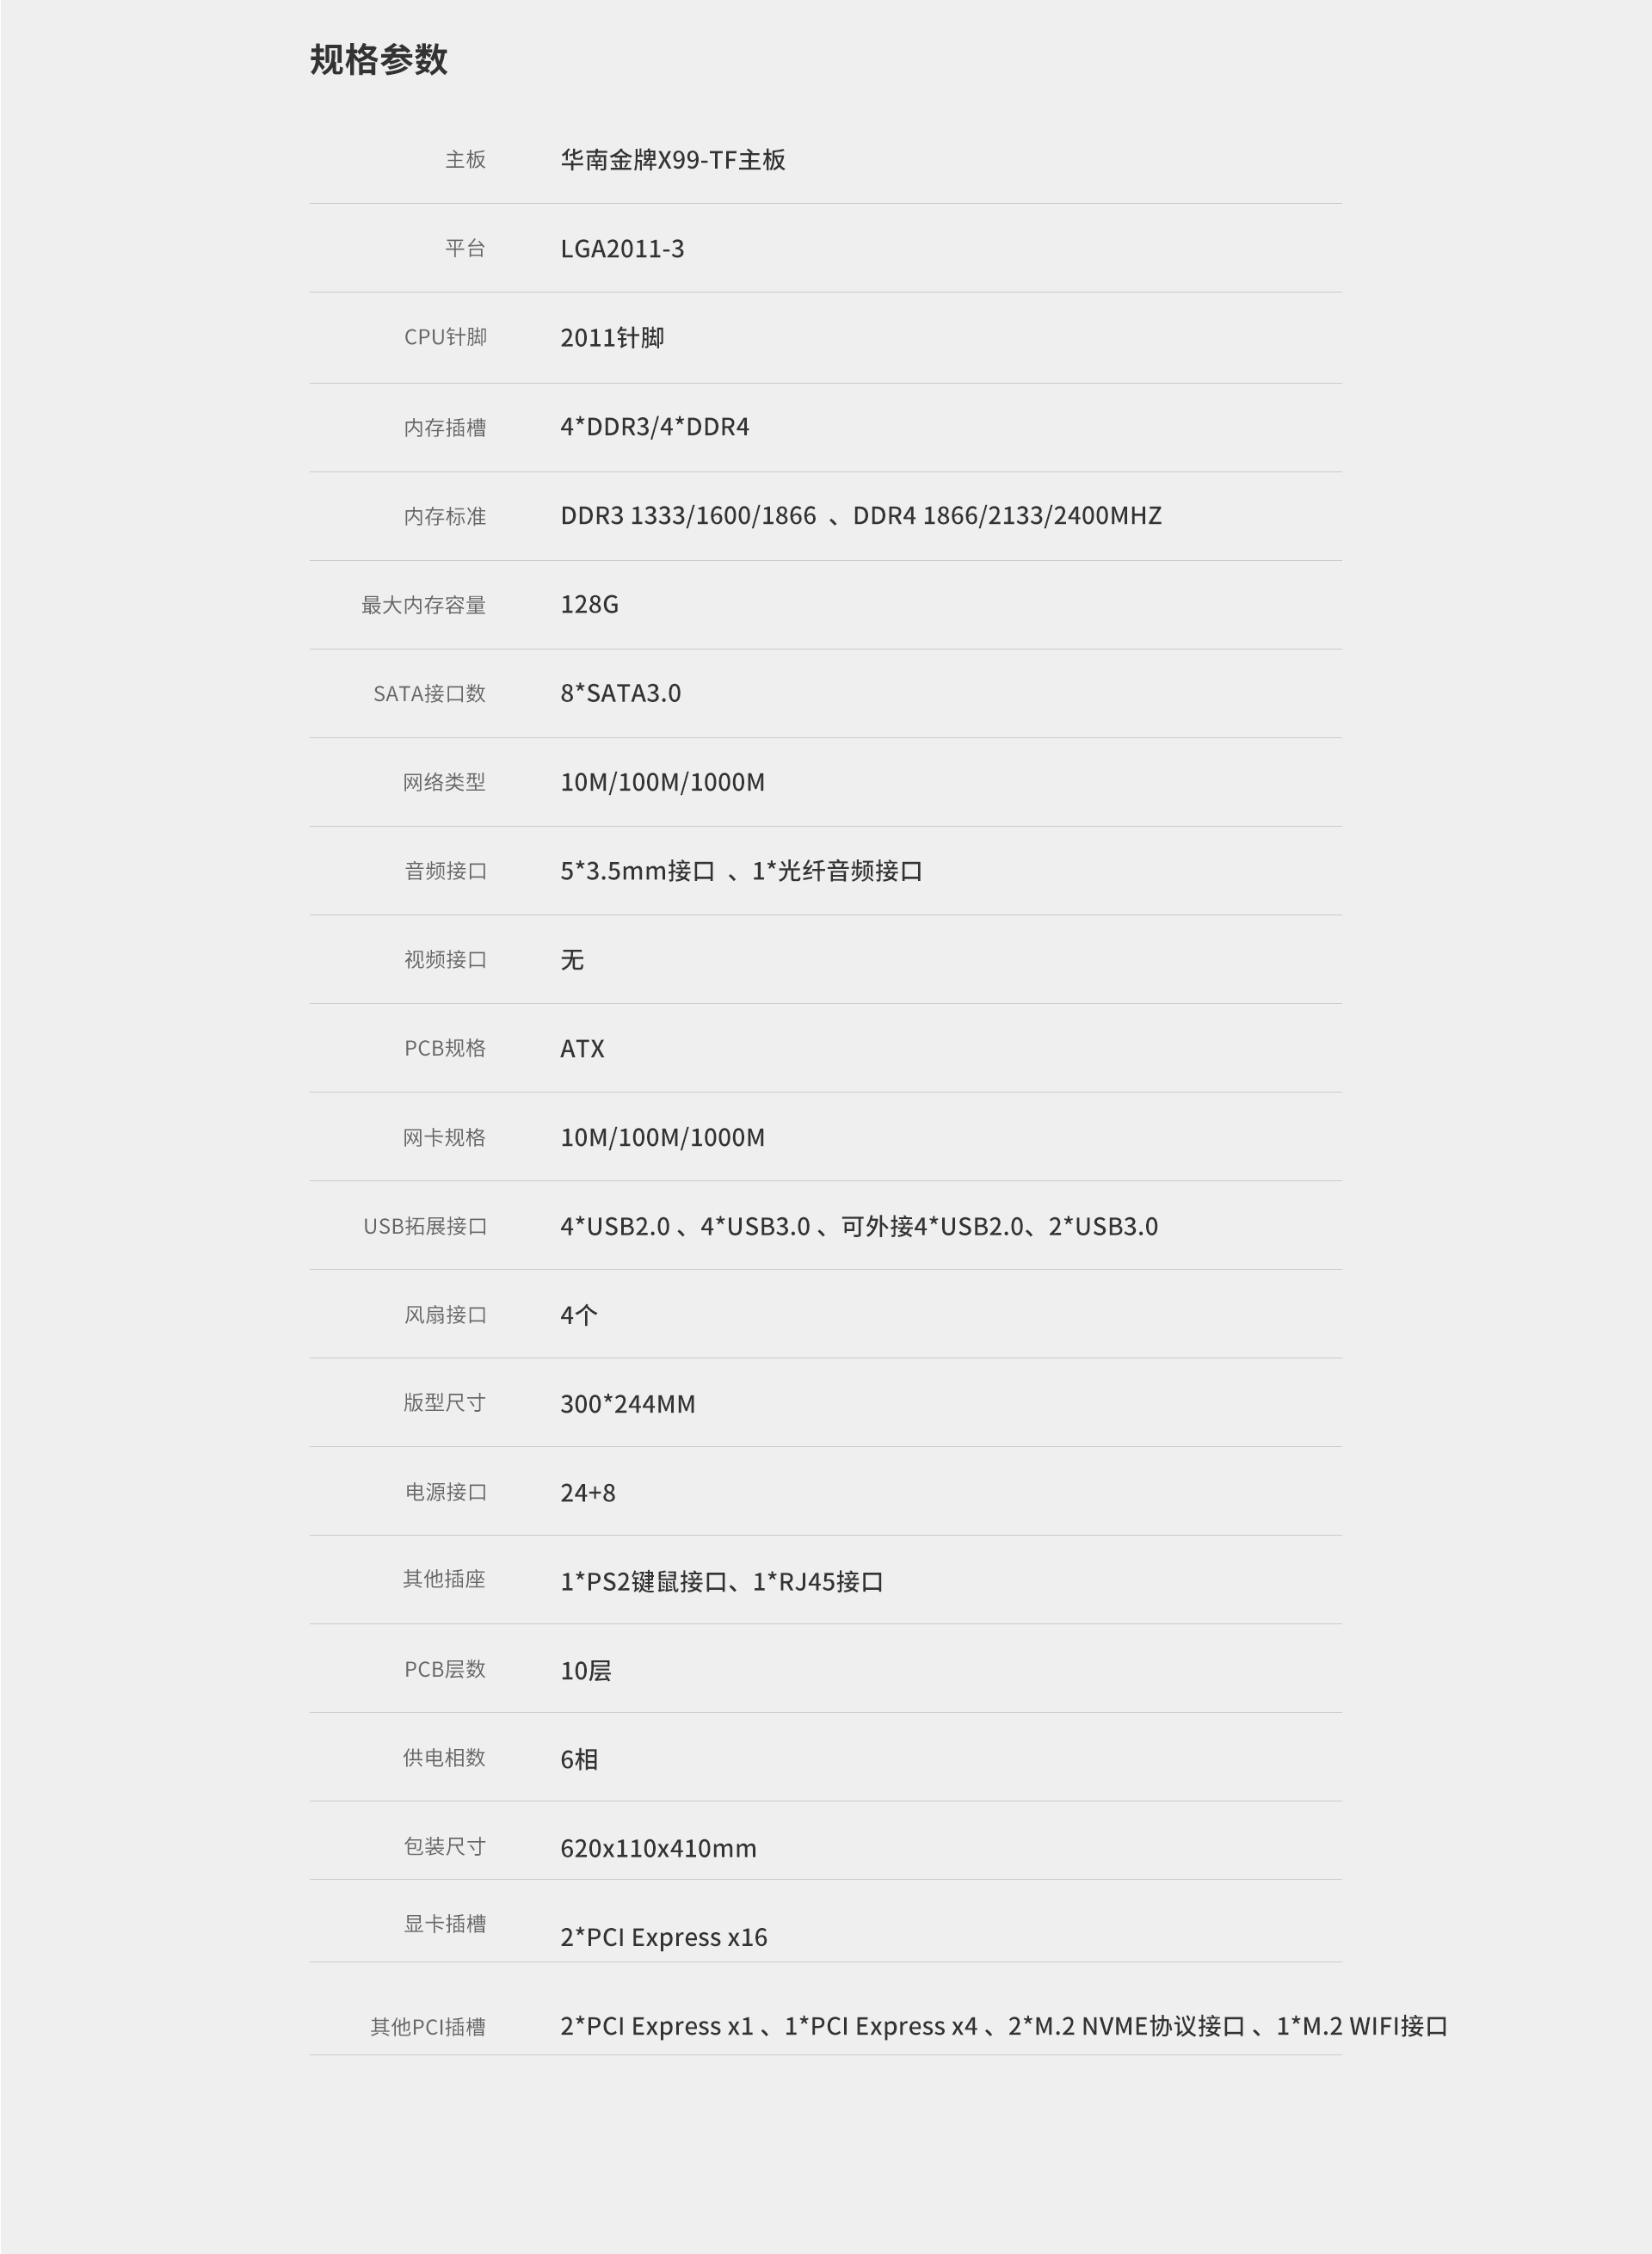 规格参数
主板 华南金牌X99-TF主板
平台 LGA2011-3
CPU针脚 2011针脚
内存插槽 4*DDR3/4*DDR4
内存标准 DDR3 1333/1600/1866 、DDR4 1866/2133/2400MHZ
最大内存容量 128G
SATA接口数 8*SATA3.0
网络类型 10M/100M/1000M
音频接口 5*3.5mm接口 、1*光纤音频接口
视频接口 无
PCB规格 ATX
网卡规格 10M/100M/1000M
USB拓展接口 4*USB2.0 、4*USB3.0 、可外接4*USB2.0、2*USB3.0
风扇接口 4个
版型尺寸 300*244MM
电源接口 24+8
其他插座 1*PS2键鼠接口、1*RJ45接口
PCB层数 10层
供电相数 6相
包装尺寸 620x110x410mm
显卡插槽 2*PCI Express x16
其他PCI插槽 2*PCI Express x1 、1*PCI Express x4 、2*M.2 NVME协议接口 、1*M.2 WIFI接口